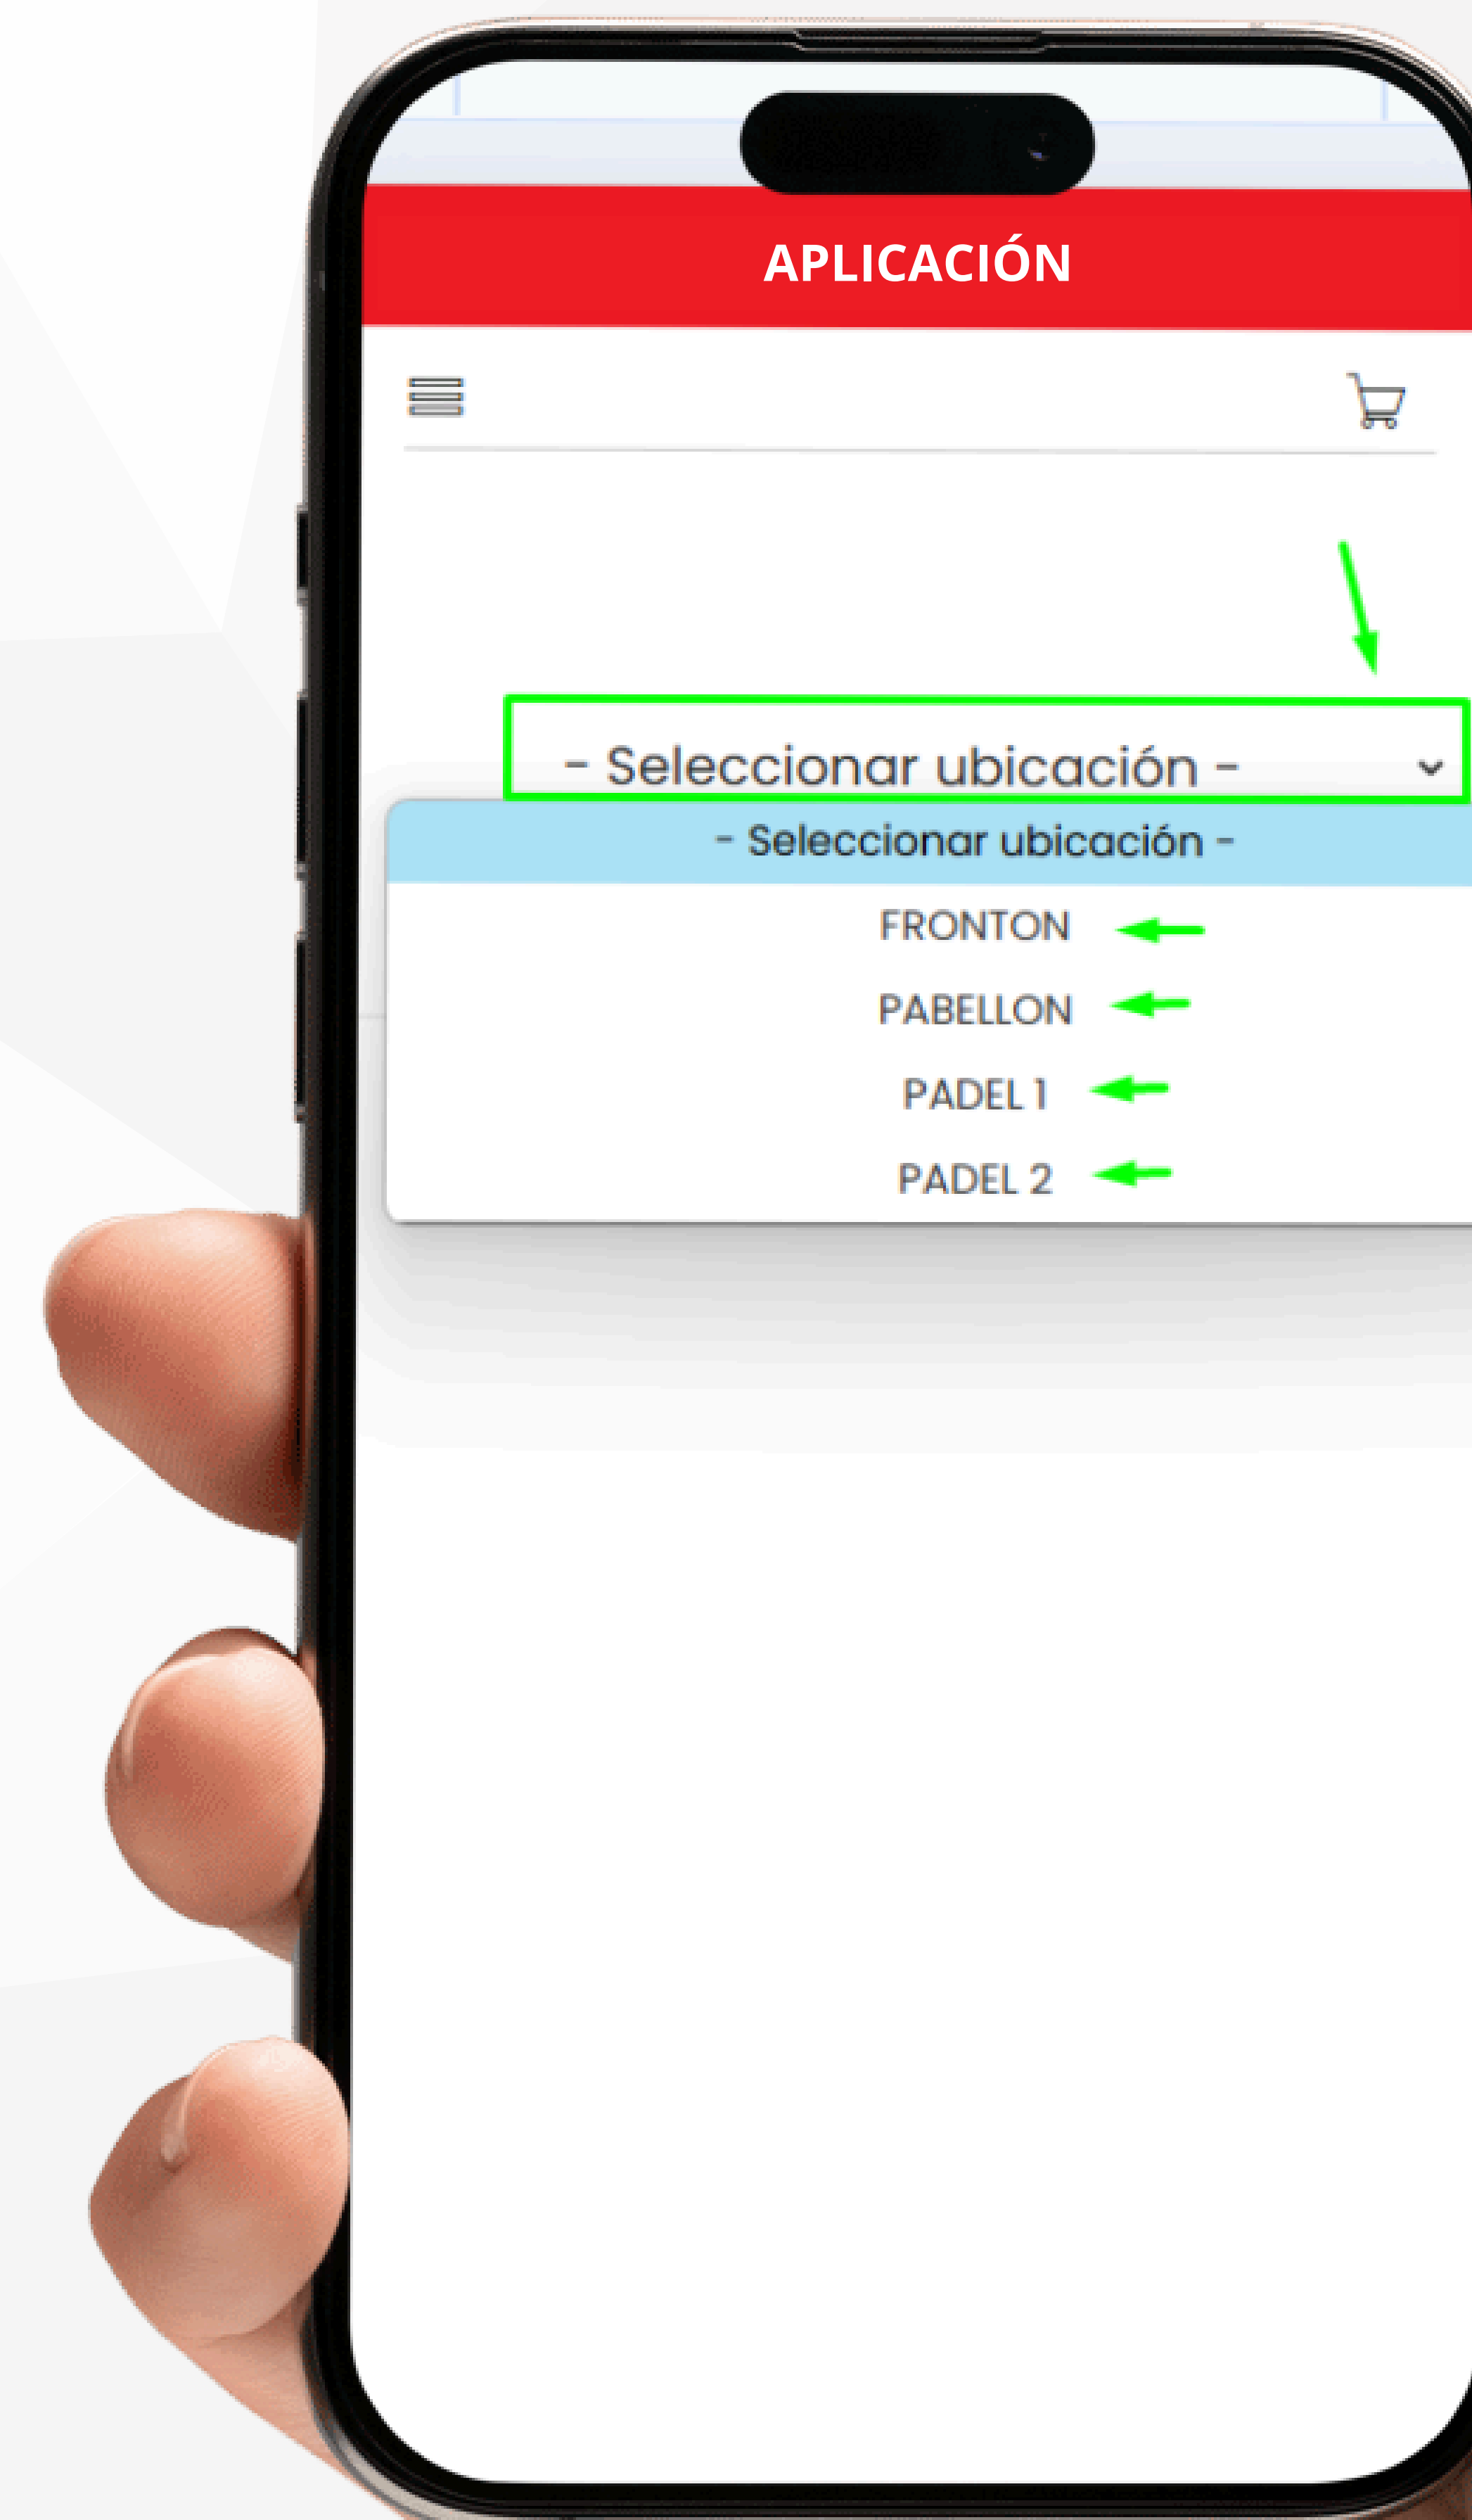 APLICACIÓN
- Seleccionar ubicación -
- Seleccionar ubicación -
FRONTON
PABELLON
PADEL 1
PADEL 2